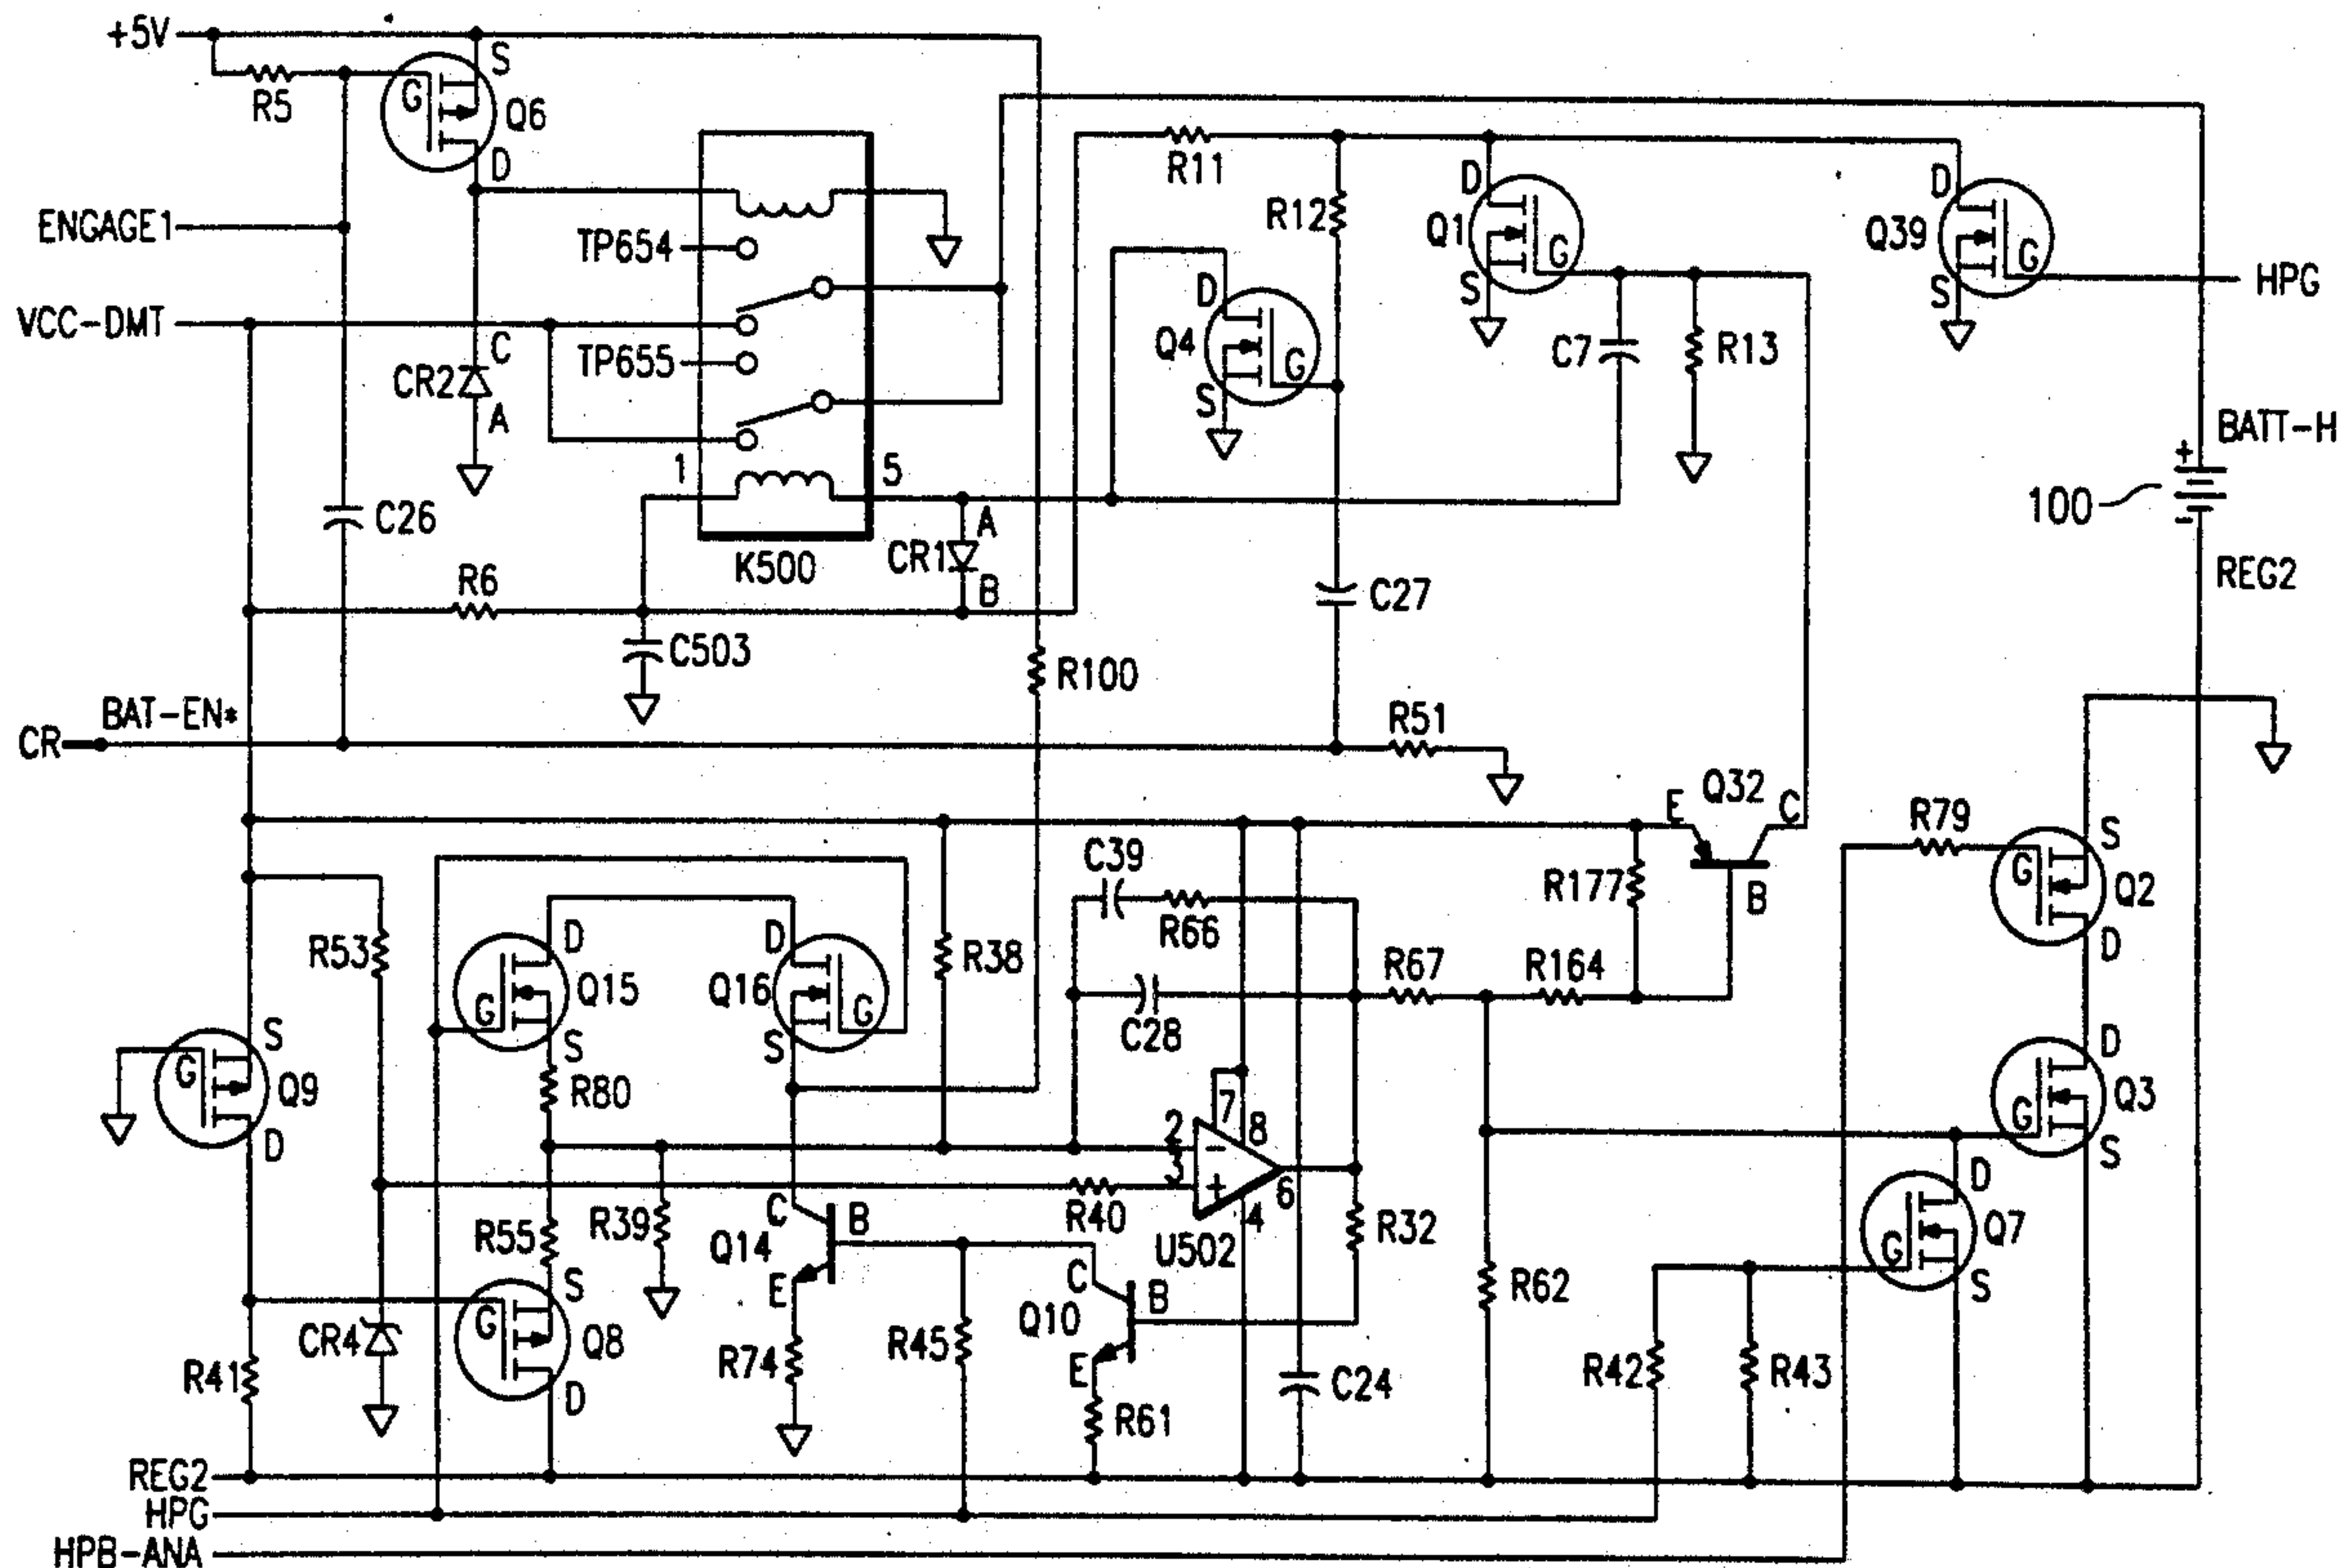 +5V
S
R5
G
Q6
D
R11
R12
D
Q1
G
S
D
Q39
G
S
HPG
ENGAGE1
TP654
VCC-DMT
C
TP655
CR2
A
D
Q4
G
S
C7
R13
BATT-H
+
100
-
REG2
1
5
C26
K500
A
CR1
B
R6
C503
C27
R100
BAT-EN*
CR
R51
E
Q32
C
B
R79
S
G
Q2
D
C39
R66
R177
R53
D
Q15
G
S
D
Q16
G
S
R38
R67
R164
C28
S
G
Q9
D
R80
7
8
2
-
3
+
6
4
U502
D
G
Q3
S
R40
R55
R39
C
B
Q14
E
R32
D
Q7
G
S
C
B
Q10
E
R62
S
G
Q8
D
CR4
R41
R74
R45
R61
C24
R42
R43
REG2
HPG
HPB-ANA